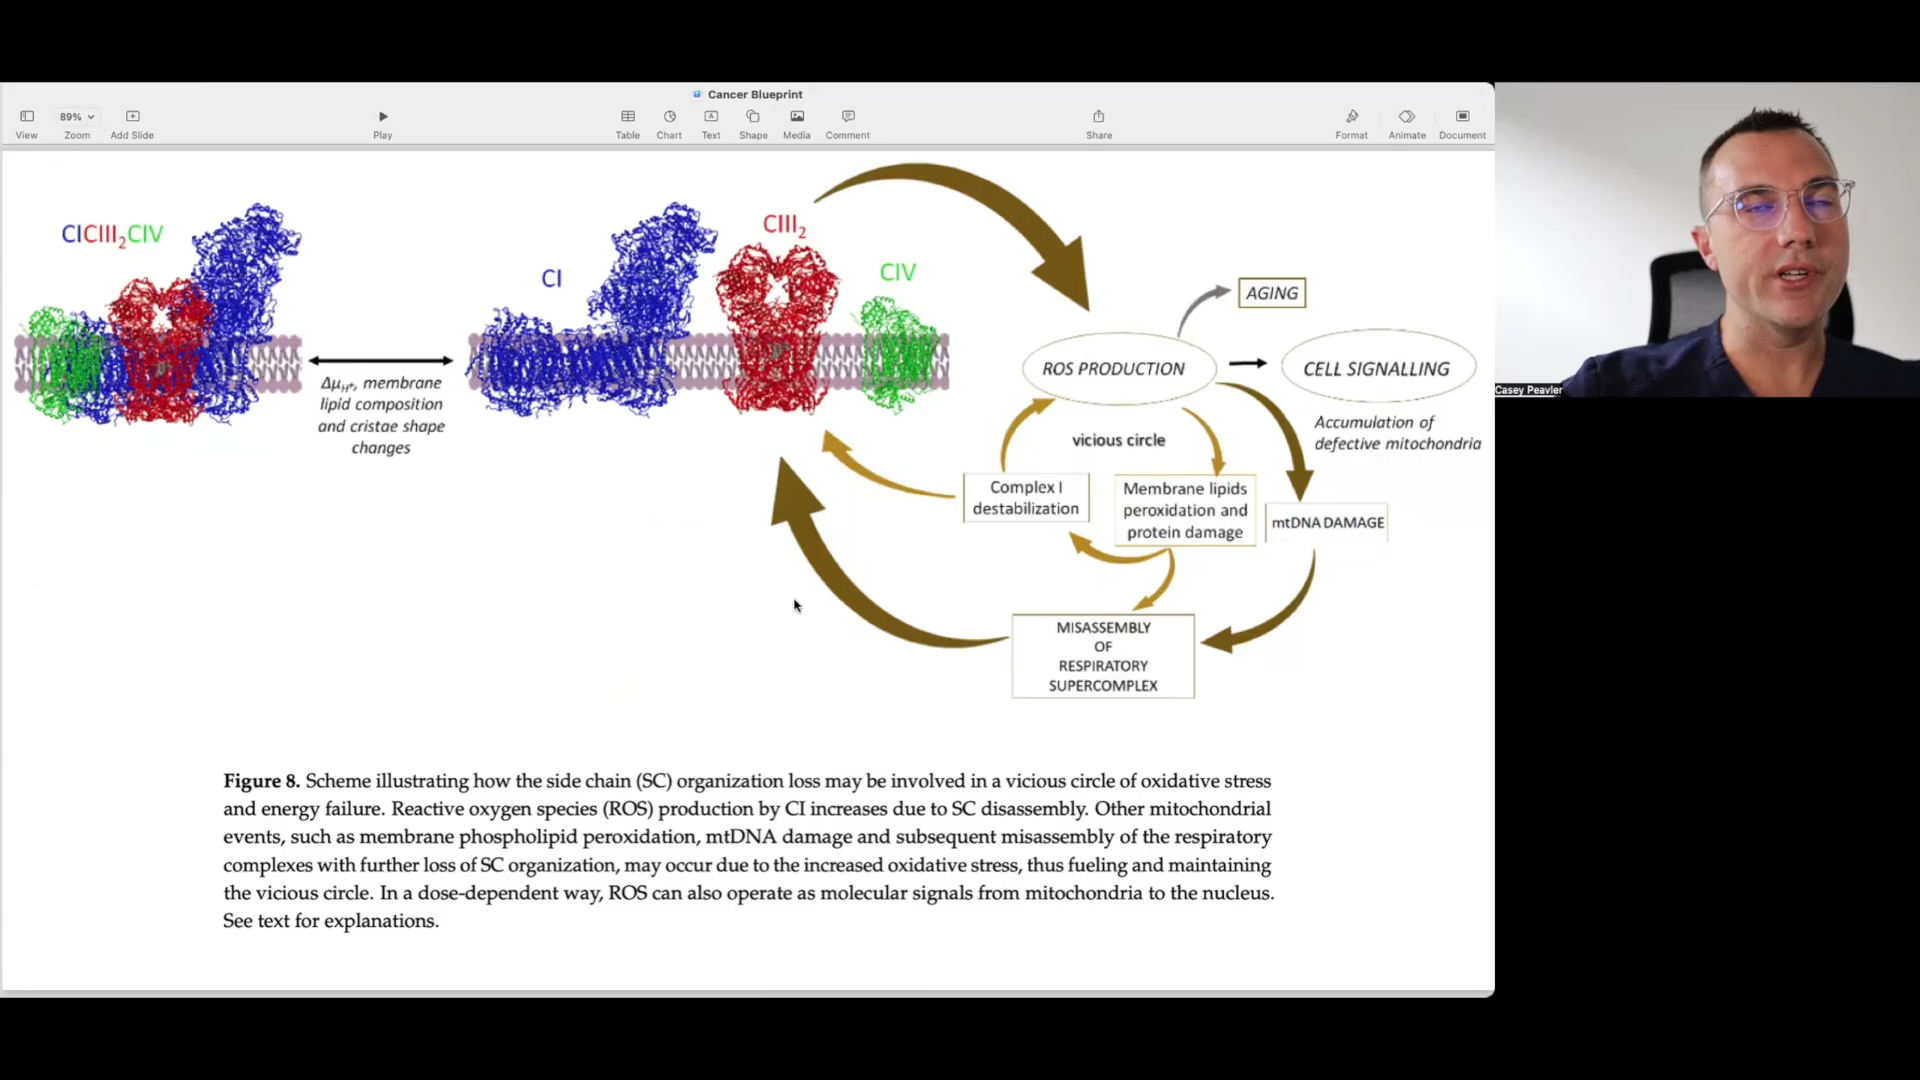 Cancer Blueprint
89%
View
Zoom
Add Slide
Play
Table
Chart
Text
Shape
Media
Comment
Share
Format
Animate
Document
CICIII2CIV
CI
CIII2
CIV
ΔμH+, membrane
lipid composition
and cristae shape
changes
AGING
ROS PRODUCTION
CELL SIGNALLING
Accumulation of
defective mitochondria
vicious circle
Complex I
destabilization
Membrane lipids
peroxidation and
protein damage
mtDNA DAMAGE
MISASSEMBLY
OF
RESPIRATORY
SUPERCOMPLEX
Figure 8. Scheme illustrating how the side chain (SC) organization loss may be involved in a vicious circle of oxidative stress
and energy failure. Reactive oxygen species (ROS) production by CI increases due to SC disassembly. Other mitochondrial
events, such as membrane phospholipid peroxidation, mtDNA damage and subsequent misassembly of the respiratory
complexes with further loss of SC organization, may occur due to the increased oxidative stress, thus fueling and maintaining
the vicious circle. In a dose-dependent way, ROS can also operate as molecular signals from mitochondria to the nucleus.
See text for explanations.
Casey Peavler